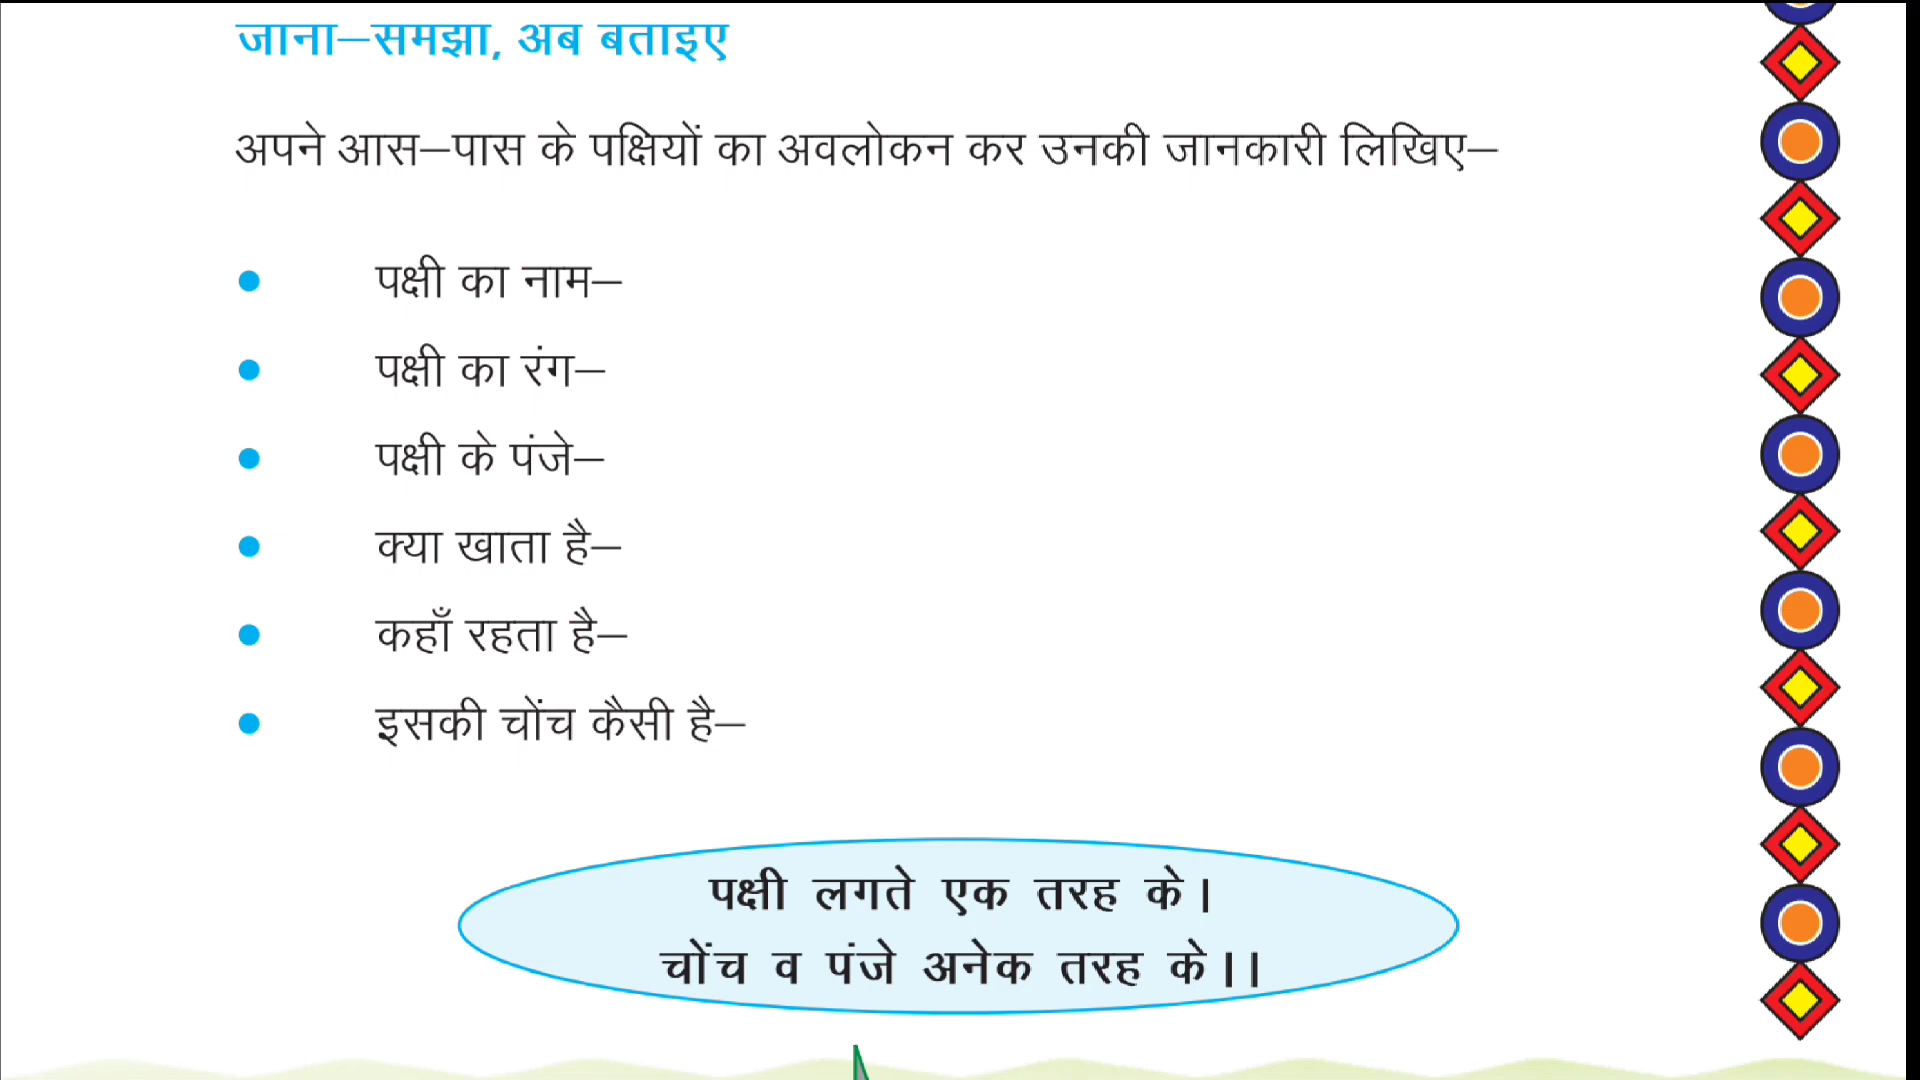 जाना–समझा, अब बताइए
अपने आस–पास के पक्षियों का अवलोकन कर उनकी जानकारी लिखिए–
• पक्षी का नाम–
• पक्षी का रंग–
• पक्षी के पंजे–
• क्या खाता है–
• कहाँ रहता है–
• इसकी चोंच कैसी है–
पक्षी लगते एक तरह के।
चोंच व पंजे अनेक तरह के।।